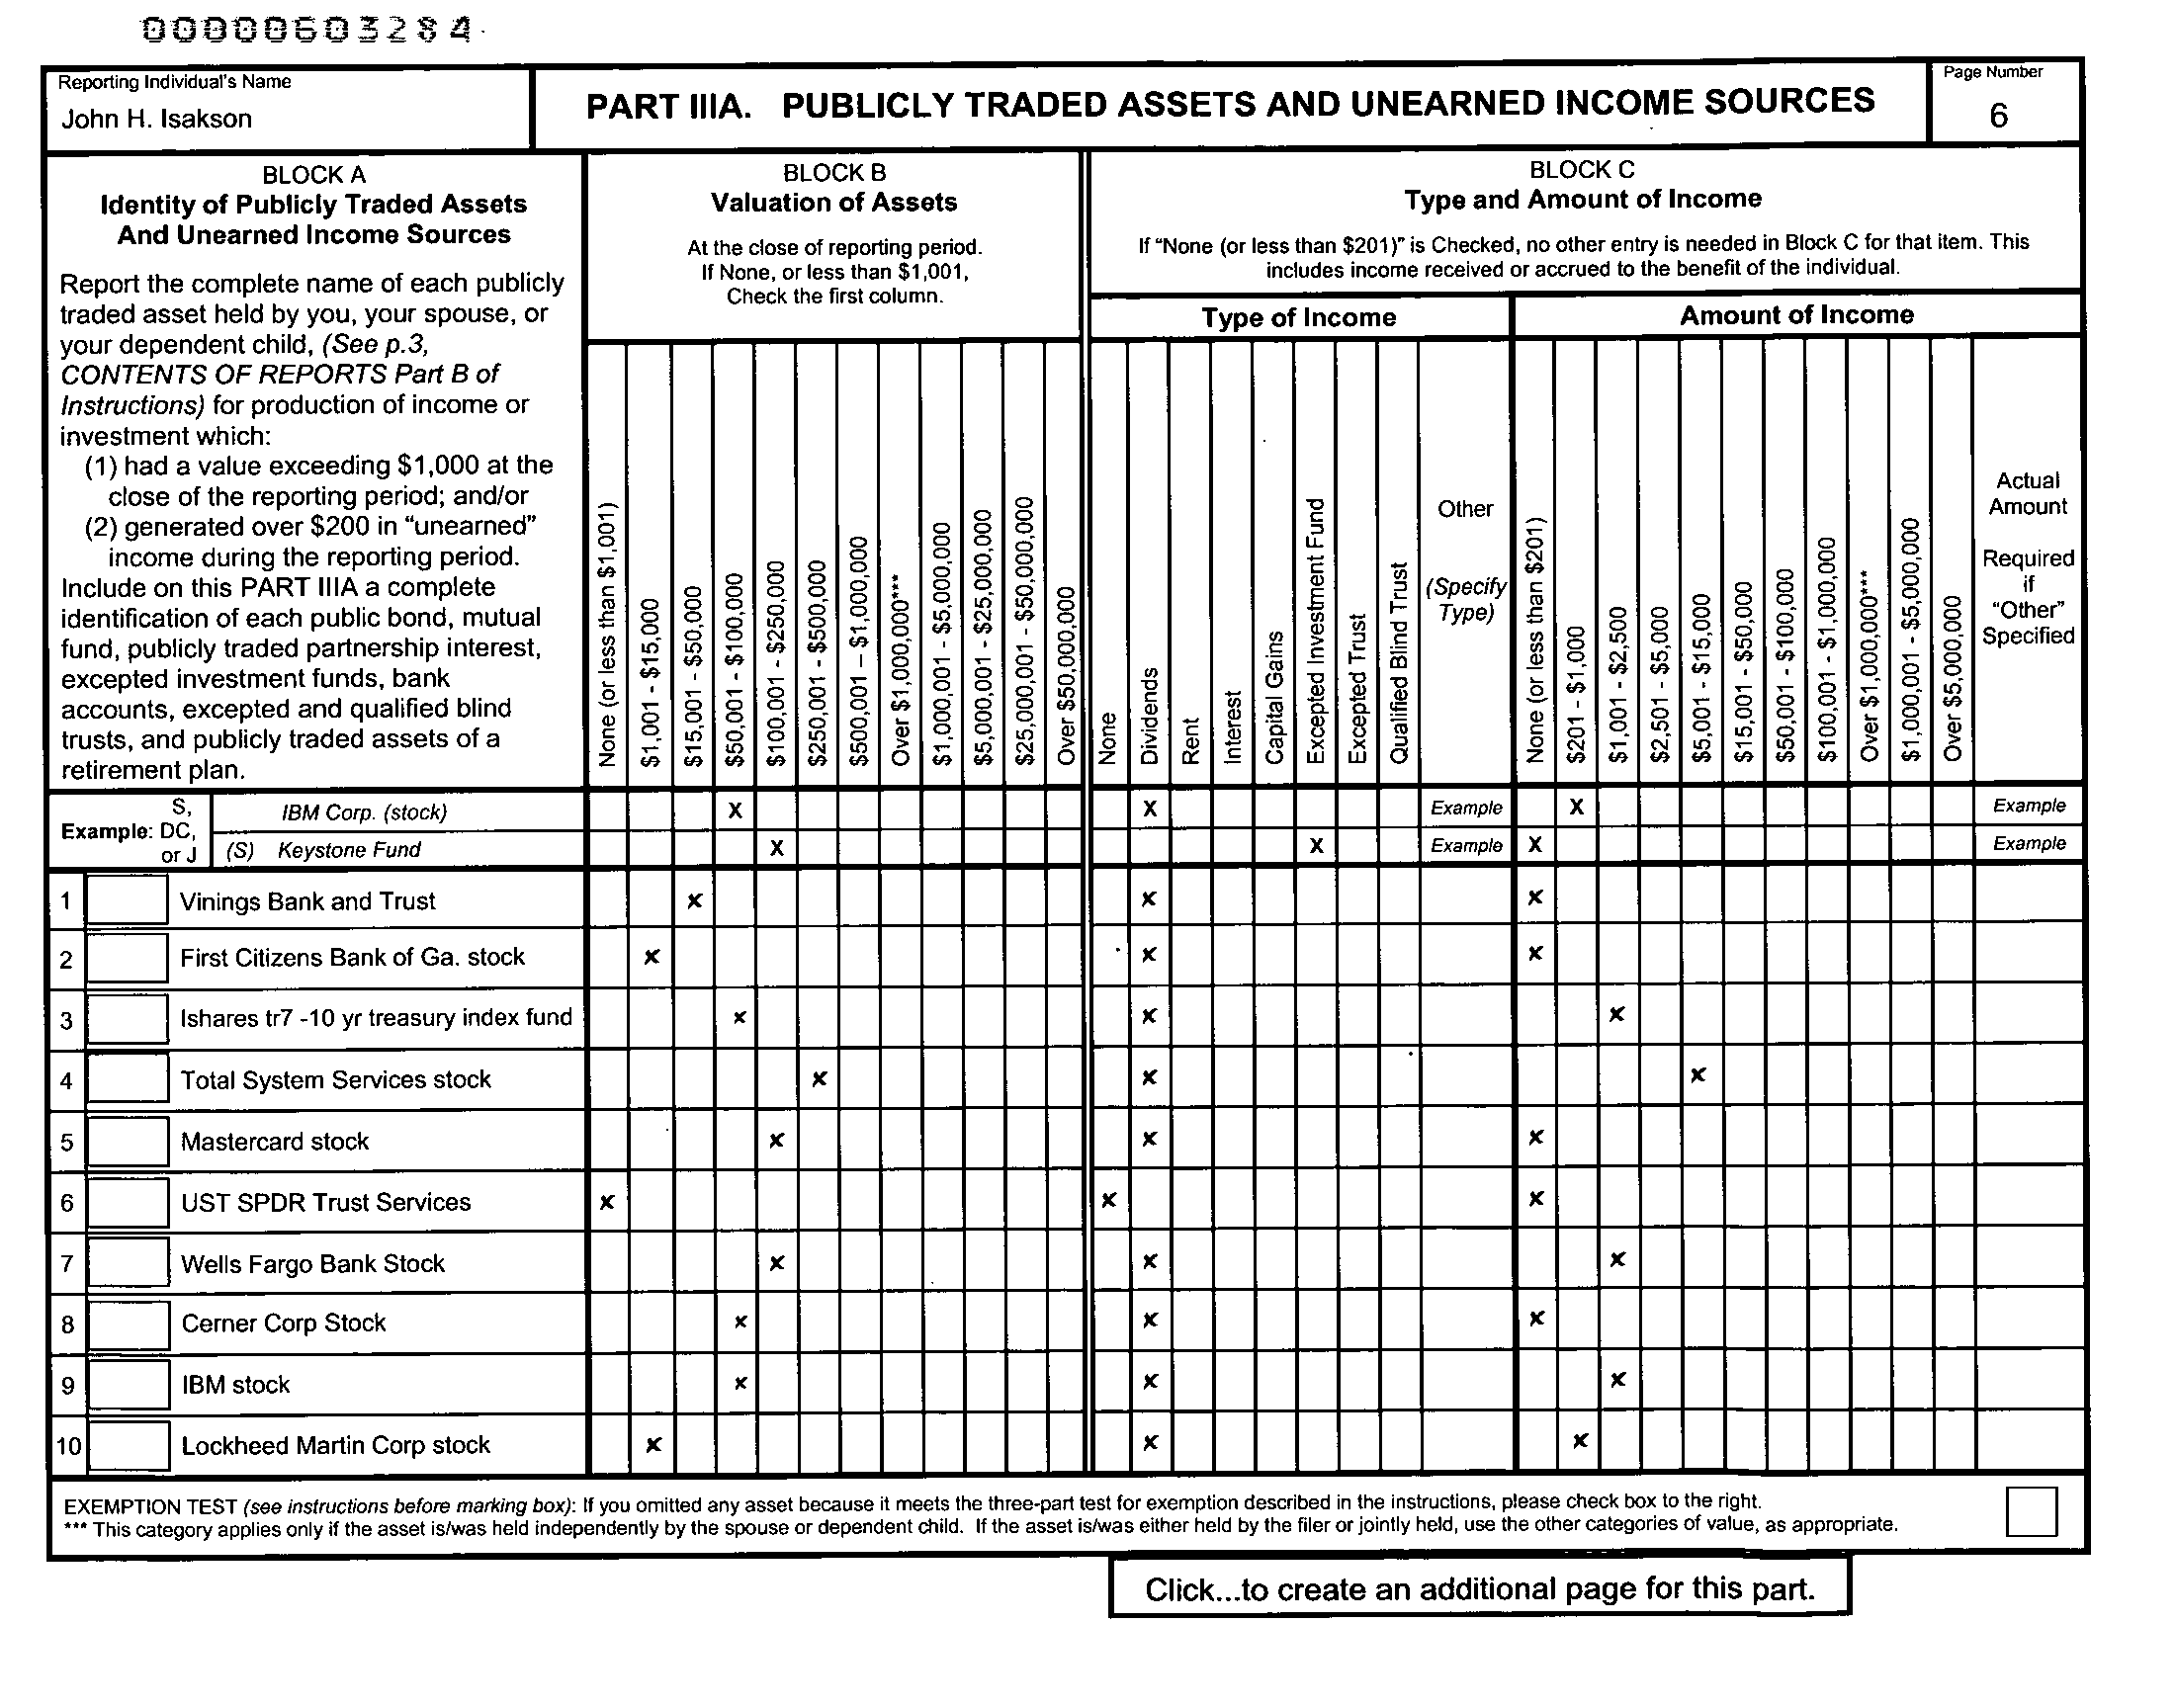 00000603284
Reporting Individual's Name
John H. Isakson
PART IIIA. PUBLICLY TRADED ASSETS AND UNEARNED INCOME SOURCES
Page Number
6
BLOCK A
Identity of Publicly Traded Assets
And Unearned Income Sources
Report the complete name of each publicly
traded asset held by you, your spouse, or
your dependent child, (See p.3,
CONTENTS OF REPORTS Part B of
Instructions) for production of income or
investment which:
(1) had a value exceeding $1,000 at the
close of the reporting period; and/or
(2) generated over $200 in “unearned”
income during the reporting period.
Include on this PART IIIA a complete
identification of each public bond, mutual
fund, publicly traded partnership interest,
excepted investment funds, bank
accounts, excepted and qualified blind
trusts, and publicly traded assets of a
retirement plan.
BLOCK B
Valuation of Assets
At the close of reporting period.
If None, or less than $1,001,
Check the first column.
None (or less than $1,001)
$1,001 - $15,000
$15,001 - $50,000
$50,001 - $100,000
$100,001 - $250,000
$250,001 - $500,000
$500,001 – $1,000,000
Over $1,000,000***
$1,000,001 - $5,000,000
$5,000,001 - $25,000,000
$25,000,001 - $50,000,000
Over $50,000,000
BLOCK C
Type and Amount of Income
If “None (or less than $201)” is Checked, no other entry is needed in Block C for that item. This
includes income received or accrued to the benefit of the individual.
Type of Income
None
Dividends
Rent
Interest
Capital Gains
Excepted Investment Fund
Excepted Trust
Qualified Blind Trust
Other
(Specify
Type)
Amount of Income
None (or less than $201)
$201 - $1,000
$1,001 - $2,500
$2,501 - $5,000
$5,001 - $15,000
$15,001 - $50,000
$50,001 - $100,000
$100,001 - $1,000,000
Over $1,000,000***
$1,000,001 - $5,000,000
Over $5,000,000
Actual
Amount
Required
if
“Other”
Specified
Example: S, DC, or J
IBM Corp. (stock) X X Example X Example
(S) Keystone Fund X X Example X Example
1 Vinings Bank and Trust x x x
2 First Citizens Bank of Ga. stock x x x
3 Ishares tr7 -10 yr treasury index fund x x x
4 Total System Services stock x x x
5 Mastercard stock x x x
6 UST SPDR Trust Services x x x
7 Wells Fargo Bank Stock x x x
8 Cerner Corp Stock x x x
9 IBM stock x x x
10 Lockheed Martin Corp stock x x x
EXEMPTION TEST (see instructions before marking box): If you omitted any asset because it meets the three-part test for exemption described in the instructions, please check box to the right.
*** This category applies only if the asset is/was held independently by the spouse or dependent child. If the asset is/was either held by the filer or jointly held, use the other categories of value, as appropriate.
Click...to create an additional page for this part.